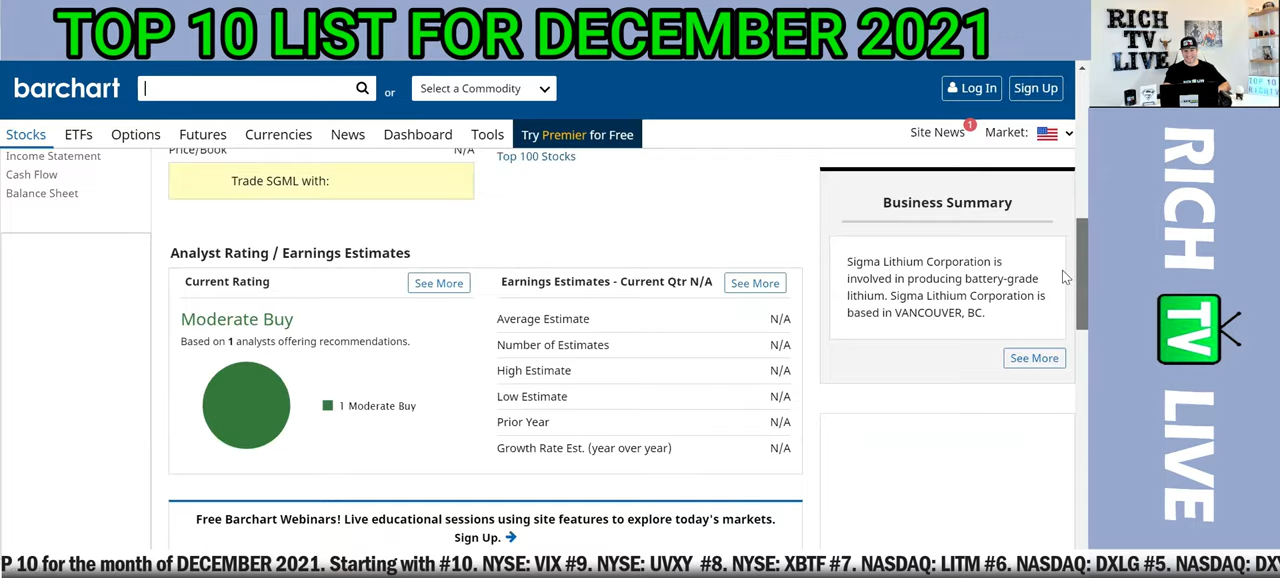 TOP 10 LIST FOR DECEMBER 2021
RICH
TV
LIVE
barchart
or
Select a Commodity
Log In
Sign Up
Stocks
ETFs
Options
Futures
Currencies
News
Dashboard
Tools
Try Premier for Free
Site News
1
Market:
Income Statement
Cash Flow
Balance Sheet
Price/Book
N/A
Trade SGML with:
Top 100 Stocks
Business Summary
Sigma Lithium Corporation is
involved in producing battery-grade
lithium. Sigma Lithium Corporation is
based in VANCOUVER, BC.
See More
Analyst Rating / Earnings Estimates
Current Rating
See More
Moderate Buy
Based on 1 analysts offering recommendations.
1 Moderate Buy
Earnings Estimates - Current Qtr N/A
See More
Average Estimate N/A
Number of Estimates N/A
High Estimate N/A
Low Estimate N/A
Prior Year N/A
Growth Rate Est. (year over year) N/A
Free Barchart Webinars! Live educational sessions using site features to explore today's markets.
Sign Up.
RICH
TV
LIVE
P 10 for the month of DECEMBER 2021. Starting with #10. NYSE: VIX #9. NYSE: UVXY #8. NYSE: XBTF #7. NASDAQ: LITM #6. NASDAQ: DXLG #5. NASDAQ: DX